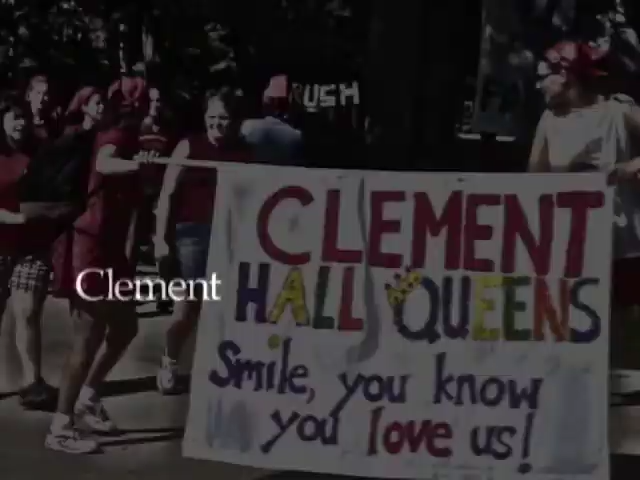 RUSH
CLEMENT
HALL QUEENS
Clement
Smile, you know
you love us!